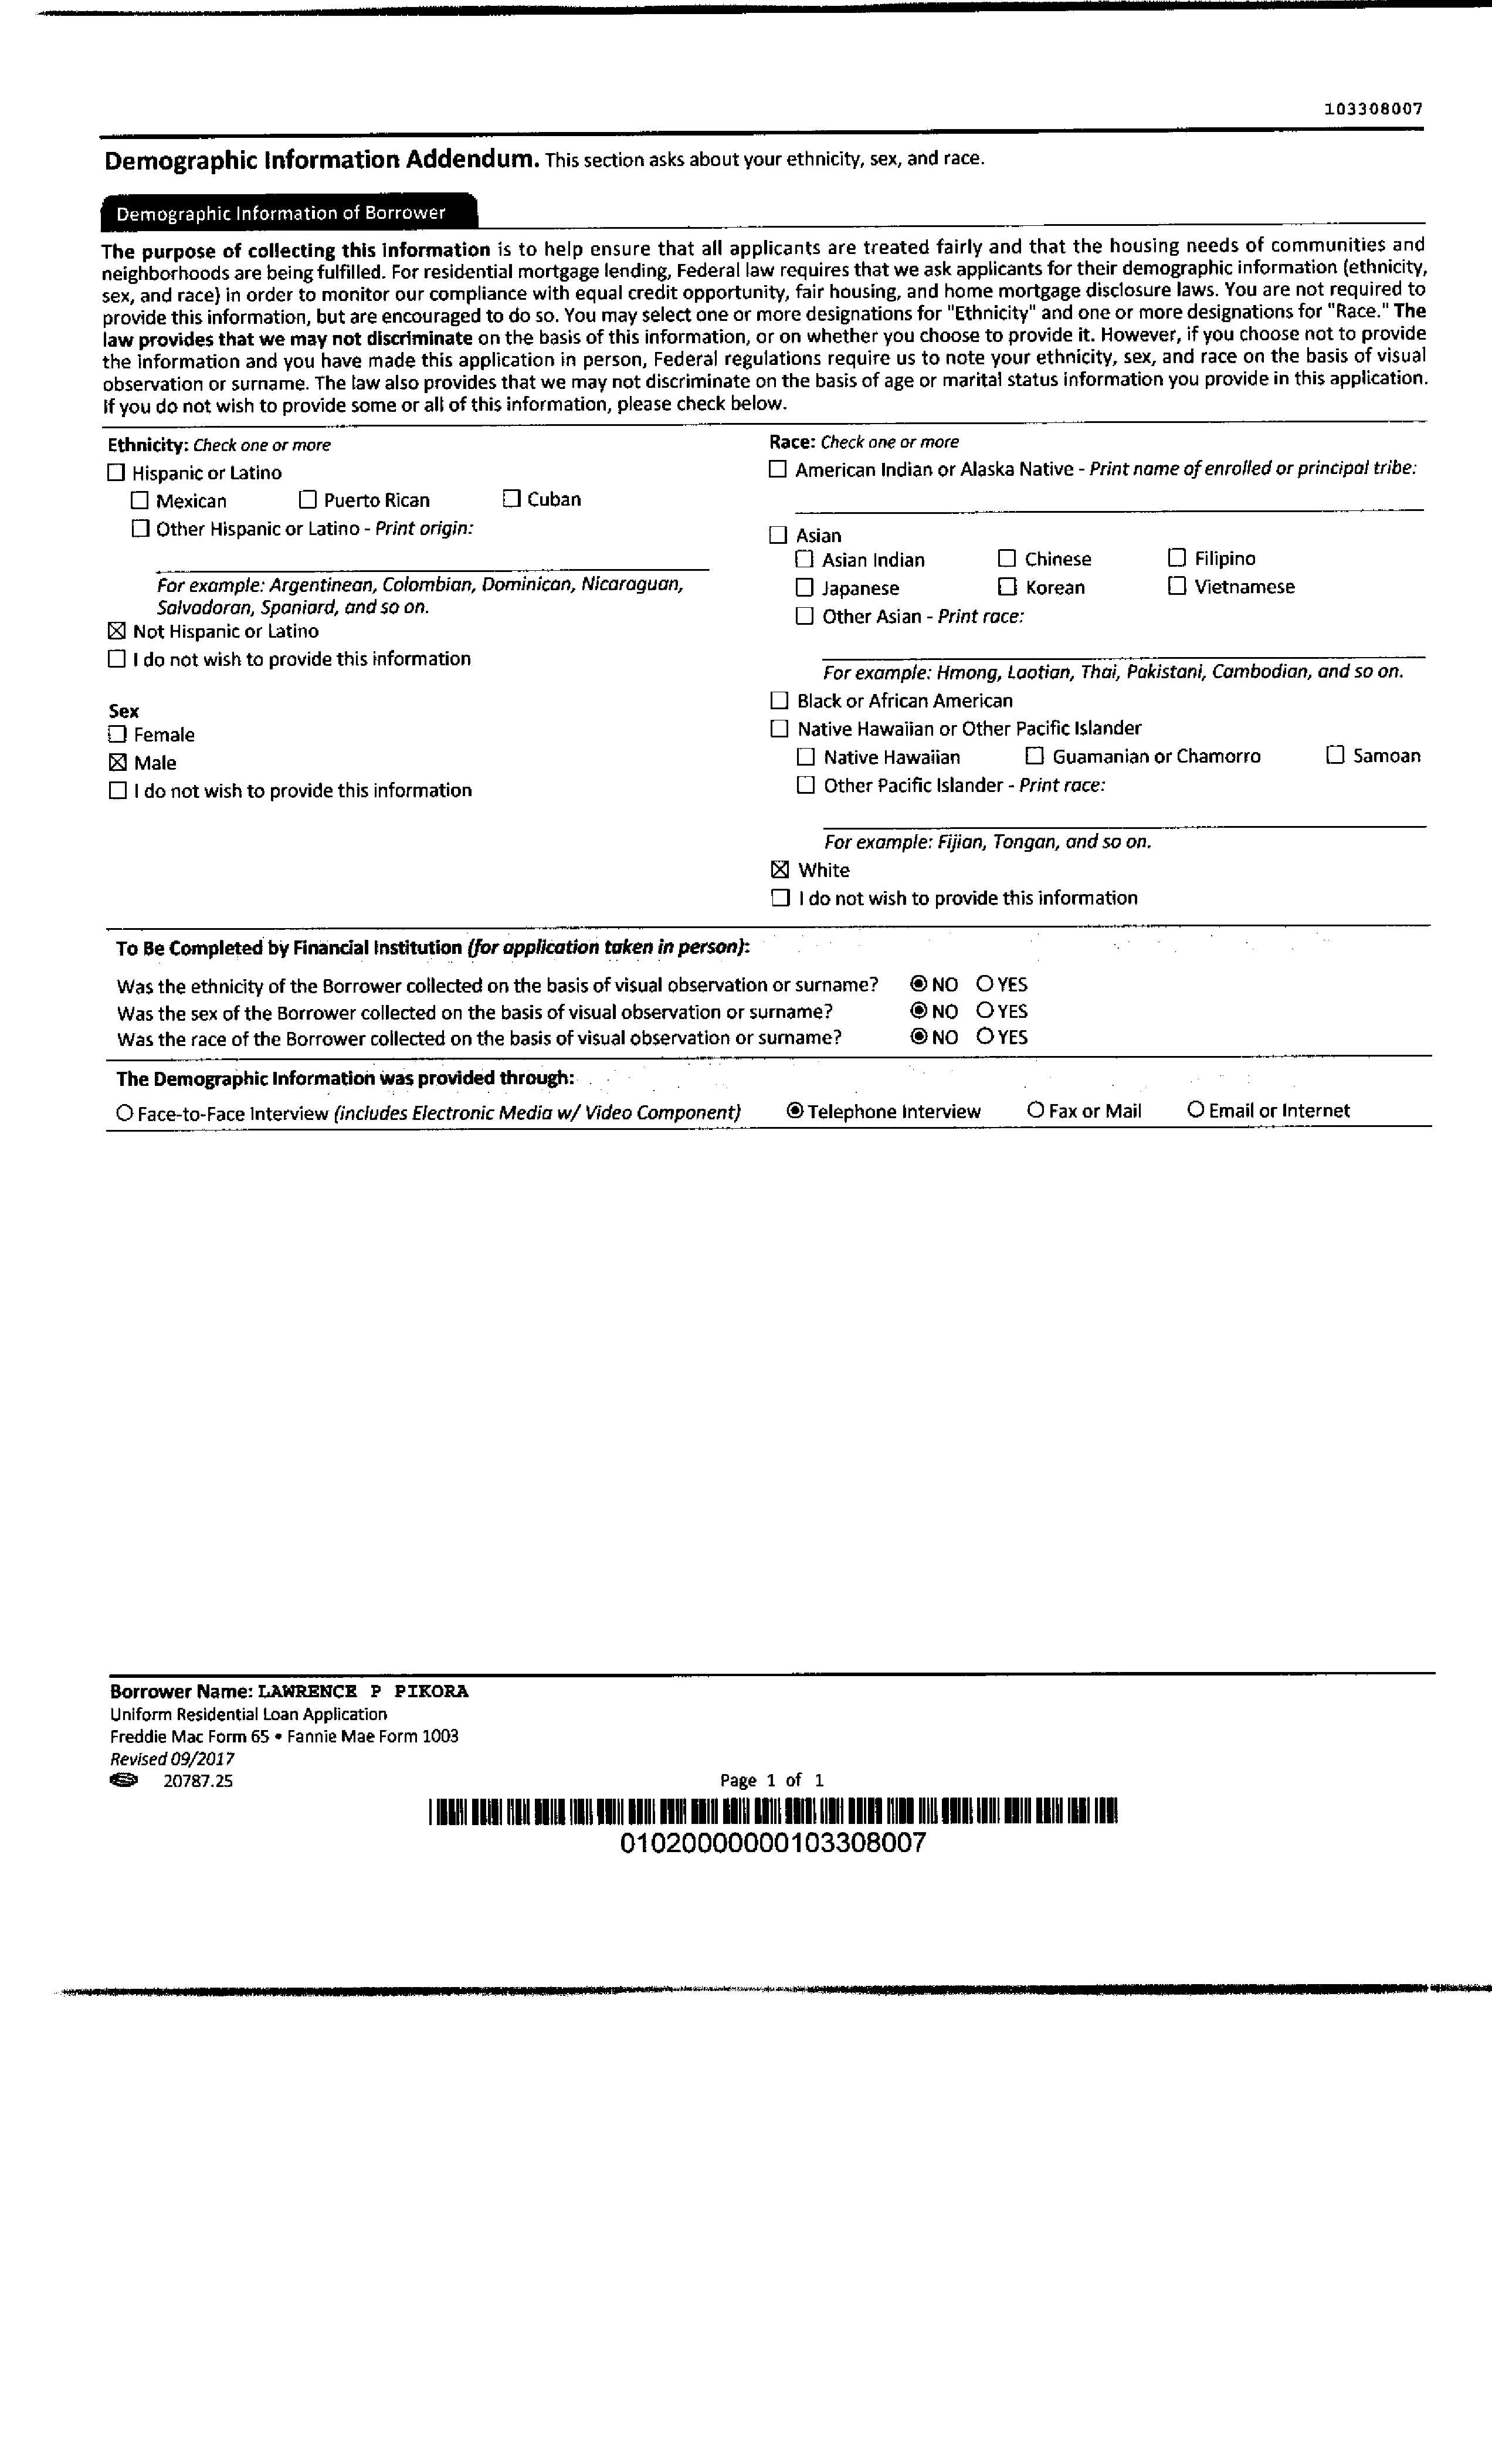 103308007
Demographic Information Addendum. This section asks about your ethnicity, sex, and race.
Demographic Information of Borrower
The purpose of collecting this information is to help ensure that all applicants are treated fairly and that the housing needs of communities and
neighborhoods are being fulfilled. For residential mortgage lending, Federal law requires that we ask applicants for their demographic information (ethnicity,
sex, and race) in order to monitor our compliance with equal credit opportunity, fair housing, and home mortgage disclosure laws. You are not required to
provide this information, but are encouraged to do so. You may select one or more designations for "Ethnicity" and one or more designations for "Race." The
law provides that we may not discriminate on the basis of this information, or on whether you choose to provide it. However, if you choose not to provide
the information and you have made this application in person, Federal regulations require us to note your ethnicity, sex, and race on the basis of visual
observation or surname. The law also provides that we may not discriminate on the basis of age or marital status information you provide in this application.
If you do not wish to provide some or all of this information, please check below.
Ethnicity: Check one or more
☐ Hispanic or Latino
☐ Mexican ☐ Puerto Rican ☐ Cuban
☐ Other Hispanic or Latino - Print origin:
For example: Argentinean, Colombian, Dominican, Nicaraguan,
Salvadoran, Spaniard, and so on.
☒ Not Hispanic or Latino
☐ I do not wish to provide this information
Sex
☐ Female
☒ Male
☐ I do not wish to provide this information
Race: Check one or more
☐ American Indian or Alaska Native - Print name of enrolled or principal tribe:
☐ Asian
☐ Asian Indian ☐ Chinese ☐ Filipino
☐ Japanese ☐ Korean ☐ Vietnamese
☐ Other Asian - Print race:
For example: Hmong, Laotian, Thai, Pakistani, Cambodian, and so on.
☐ Black or African American
☐ Native Hawaiian or Other Pacific Islander
☐ Native Hawaiian ☐ Guamanian or Chamorro ☐ Samoan
☐ Other Pacific Islander - Print race:
For example: Fijian, Tongan, and so on.
☒ White
☐ I do not wish to provide this information
To Be Completed by Financial Institution (for application taken in person):
Was the ethnicity of the Borrower collected on the basis of visual observation or surname? ◉ NO ○ YES
Was the sex of the Borrower collected on the basis of visual observation or surname? ◉ NO ○ YES
Was the race of the Borrower collected on the basis of visual observation or surname? ◉ NO ○ YES
The Demographic Information was provided through:
○ Face-to-Face Interview (includes Electronic Media w/ Video Component) ◉ Telephone Interview ○ Fax or Mail ○ Email or Internet
Borrower Name: LAWRENCE P PIKORA
Uniform Residential Loan Application
Freddie Mac Form 65 • Fannie Mae Form 1003
Revised 09/2017
20787.25 Page 1 of 1
01020000000103308007